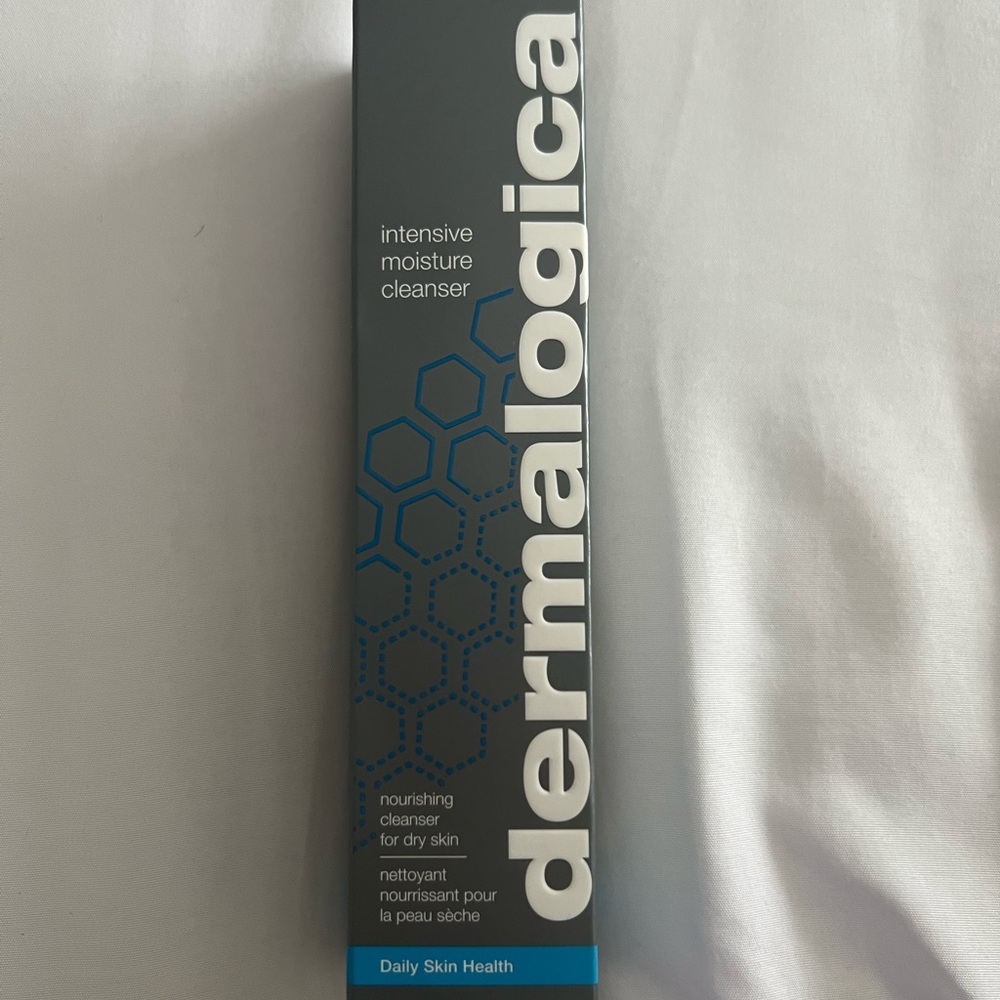 dermalogica
intensive
moisture
cleanser
nourishing
cleanser
for dry skin
nettoyant
nourrissant pour
la peau sèche
Daily Skin Health